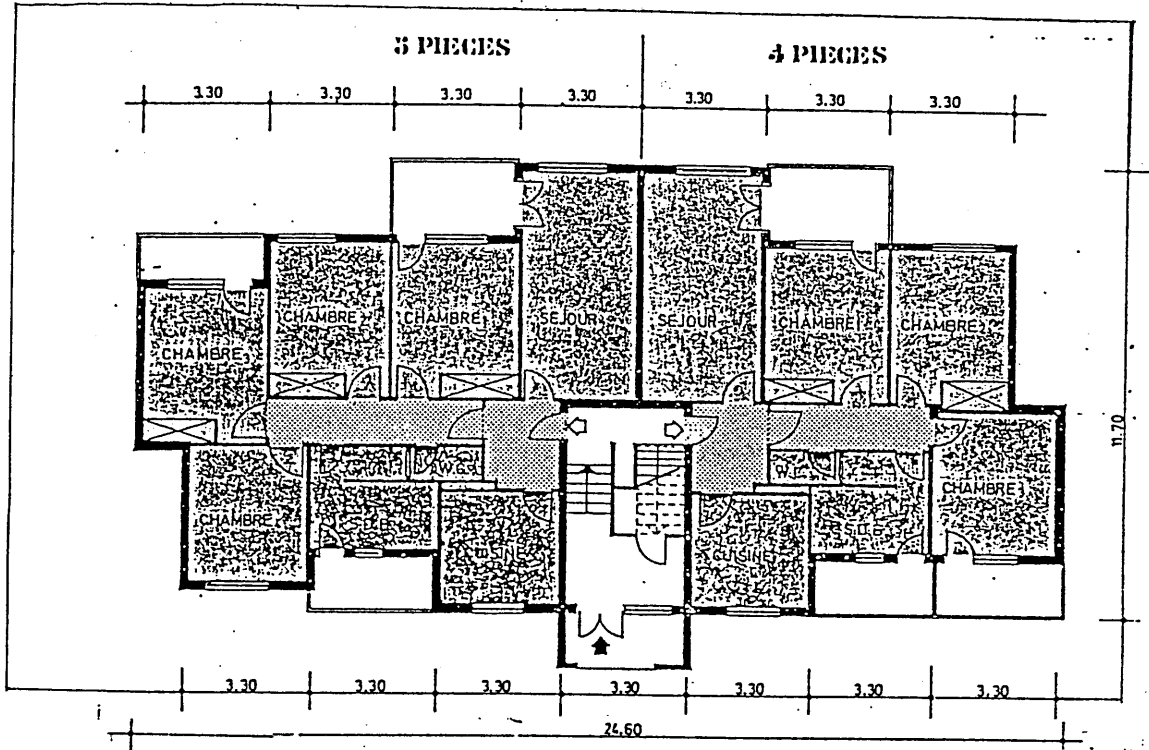 5 PIECES 4 PIECES
3.30 3.30 3.30 3.30 3.30 3.30 3.30
CHAMBRE CHAMBRE SEJOUR SEJOUR CHAMBRE CHAMBRE
CHAMBRE
11.70
W.C
CHAMBRE CHAMBRE
CUISINE
3.30 3.30 3.30 3.30 3.30 3.30 3.30
24.60